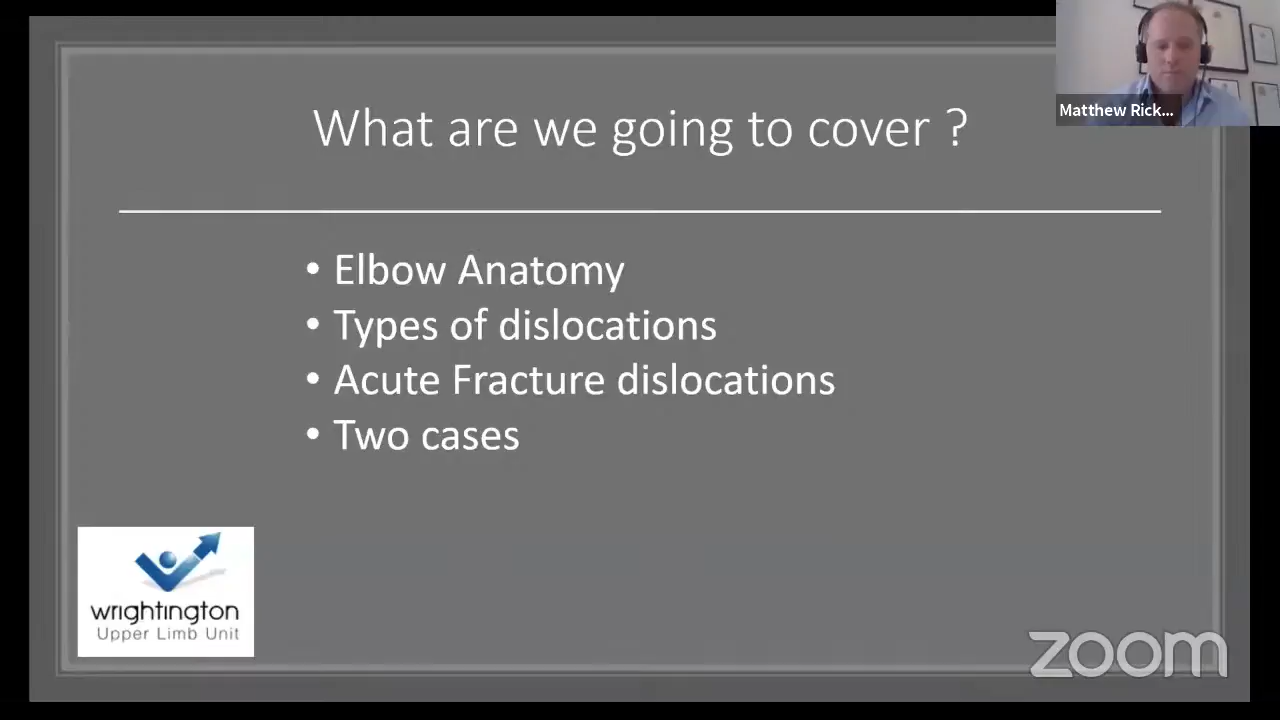 What are we going to cover ?
Matthew Rick...
• Elbow Anatomy
• Types of dislocations
• Acute Fracture dislocations
• Two cases
wrightington
Upper Limb Unit
zoom